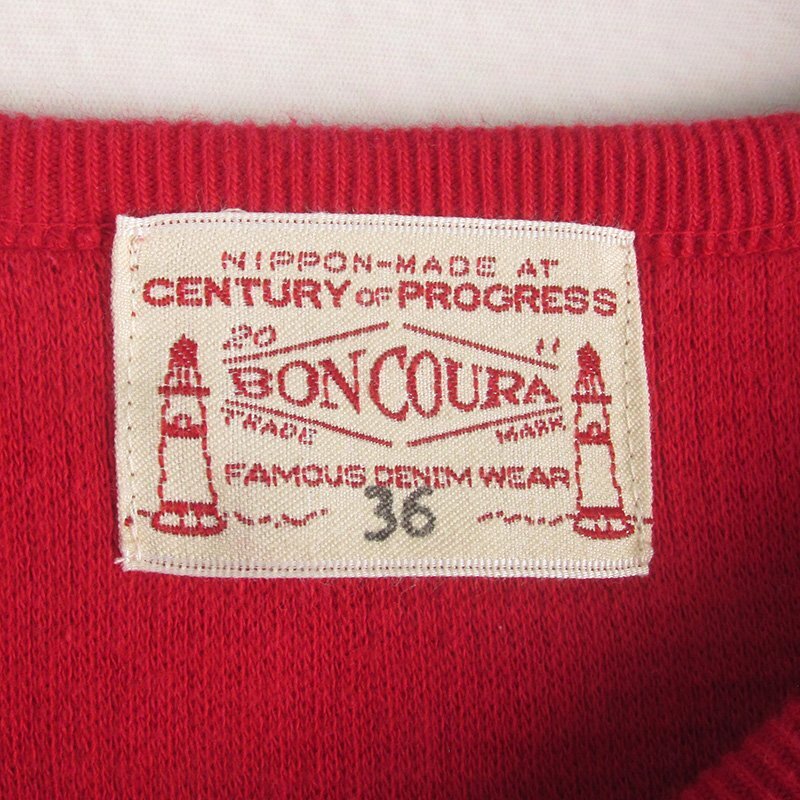 NIPPON-MADE AT
CENTURY OF PROGRESS
20 11
BONCOURA
TRADE MARK
FAMOUS DENIM WEAR
36